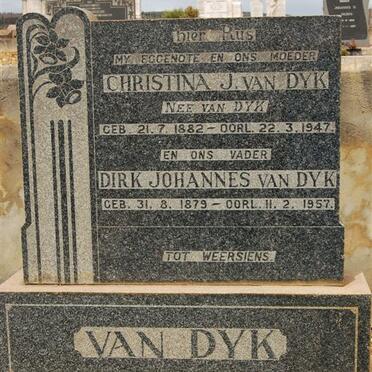 Hier Rus
MY EGGENOTE EN ONS MOEDER
CHRISTINA J. VAN DYK
NEE VAN DYK
GEB. 21. 7. 1882 – OORL. 22. 3. 1947.
EN ONS VADER
DIRK JOHANNES VAN DYK
GEB. 31. 8. 1879 – OORL. 11. 2. 1957.
TOT WEERSIENS.
VAN DYK